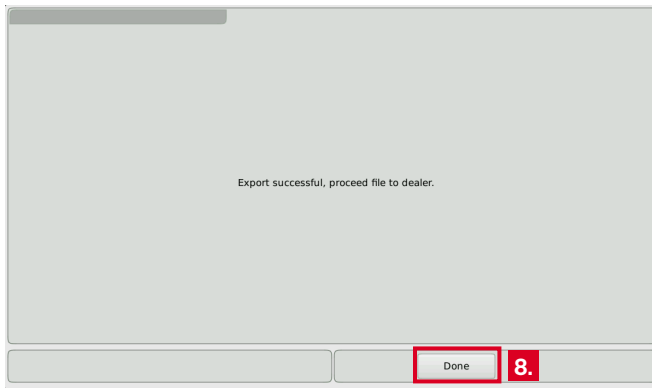 Export successful, proceed file to dealer.
Done
8.